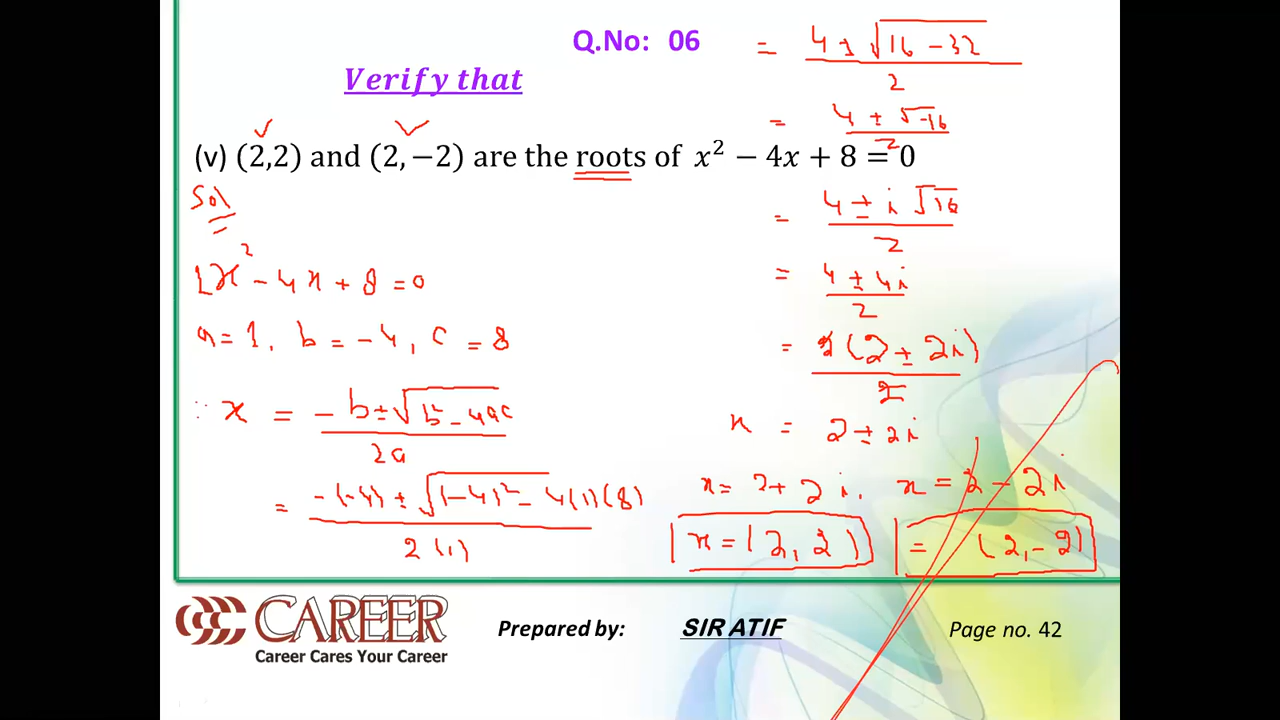 Q.No: 06
Verify that
(v) (2,2) and (2, −2) are the roots of x² − 4x + 8 = 0
Sol
1x² - 4x + 8 = 0
a = 1, b = -4, c = 8
∵ x = -b ± √b² - 4ac / 2a
= -(-4) ± √(-4)² - 4(1)(8) / 2(1)
= 4 ± √16 - 32 / 2
= 4 ± √-16 / 2
= 4 ± i √16 / 2
= 4 ± 4i / 2
= 2(2 ± 2i) / 2
x = 2 ± 2i
x = 2 + 2i, x = 2 - 2i
x = (2, 2) = (2, -2)
CAREER
Career Cares Your Career
Prepared by: SIR ATIF Page no. 42